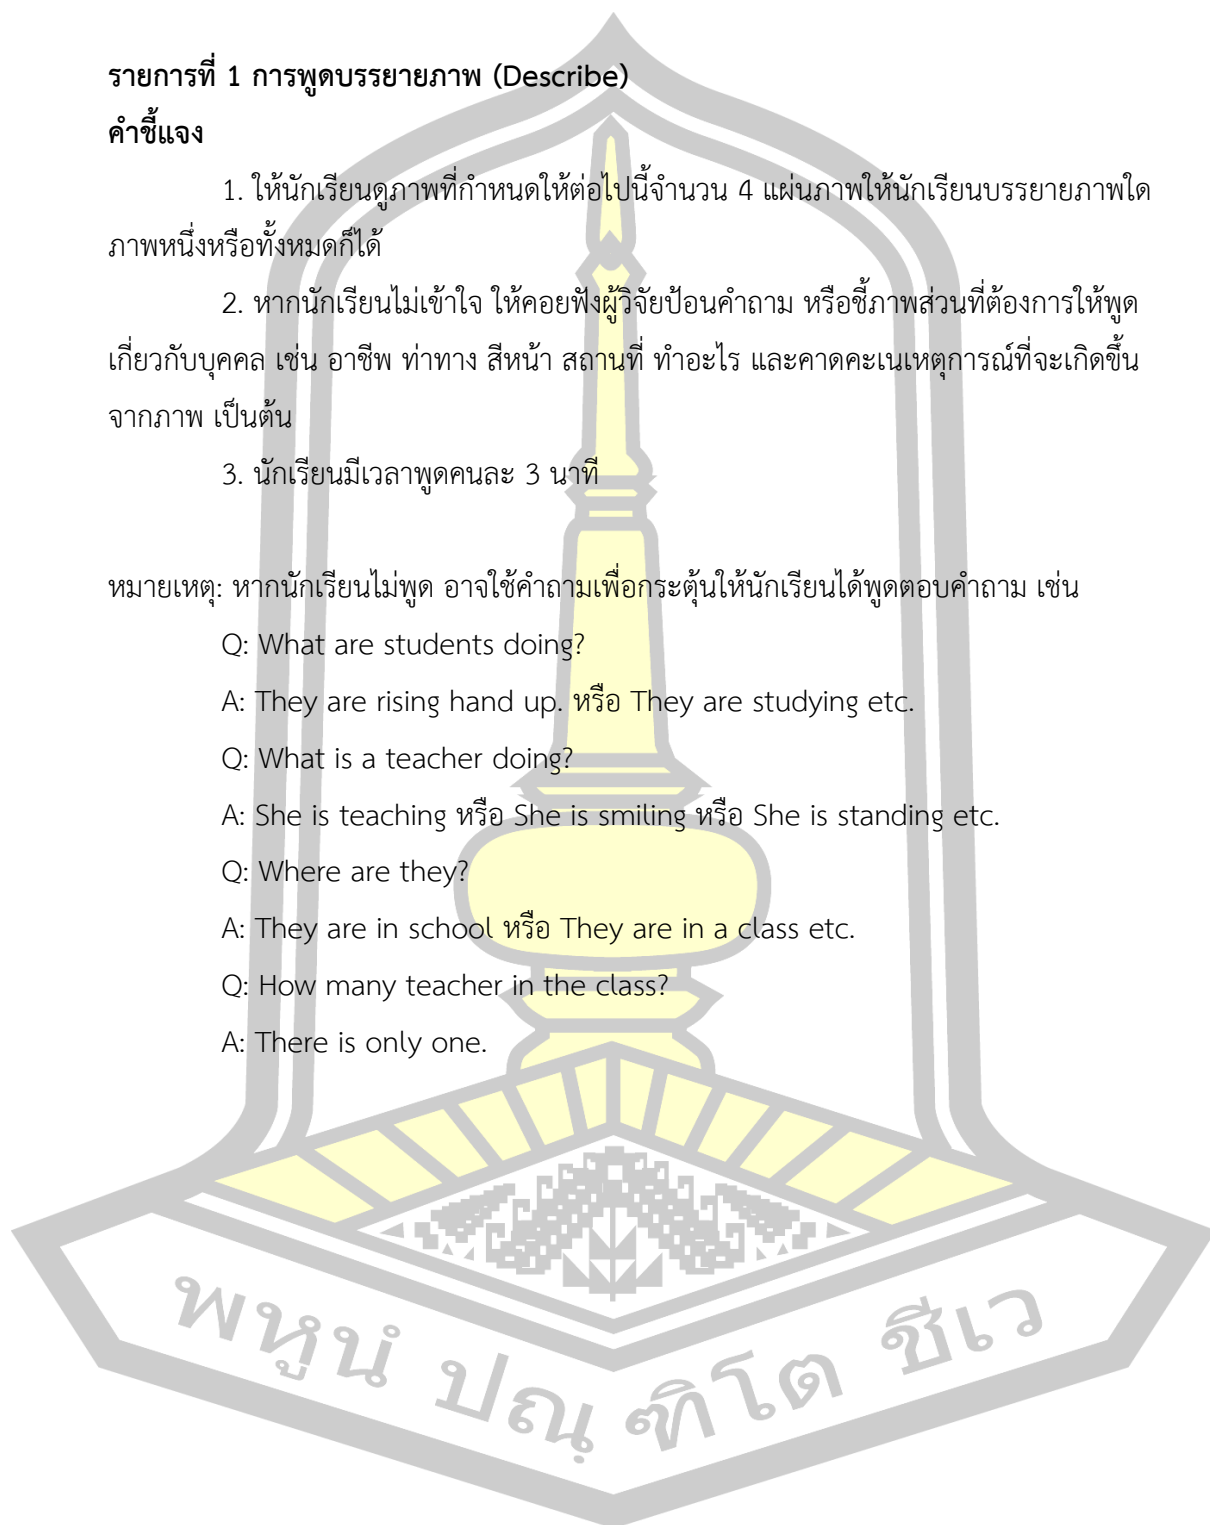 รายการที่ 1 การพูดบรรยายภาพ (Describe)
คำชี้แจง
1. ให้นักเรียนดูภาพที่กำหนดให้ต่อไปนี้จำนวน 4 แผ่นภาพให้นักเรียนบรรยายภาพใด
ภาพหนึ่งหรือทั้งหมดก็ได้
2. หากนักเรียนไม่เข้าใจ ให้คอยฟังผู้วิจัยป้อนคำถาม หรือชี้ภาพส่วนที่ต้องการให้พูด
เกี่ยวกับบุคคล เช่น อาชีพ ท่าทาง สีหน้า สถานที่ ทำอะไร และคาดคะเนเหตุการณ์ที่จะเกิดขึ้น
จากภาพ เป็นต้น
3. นักเรียนมีเวลาพูดคนละ 3 นาที
หมายเหตุ: หากนักเรียนไม่พูด อาจใช้คำถามเพื่อกระตุ้นให้นักเรียนได้พูดตอบคำถาม เช่น
Q: What are students doing?
A: They are rising hand up. หรือ They are studying etc.
Q: What is a teacher doing?
A: She is teaching หรือ She is smiling หรือ She is standing etc.
Q: Where are they?
A: They are in school หรือ They are in a class etc.
Q: How many teacher in the class?
A: There is only one.
พหูนํ ปณฺฑิโต ชีเว